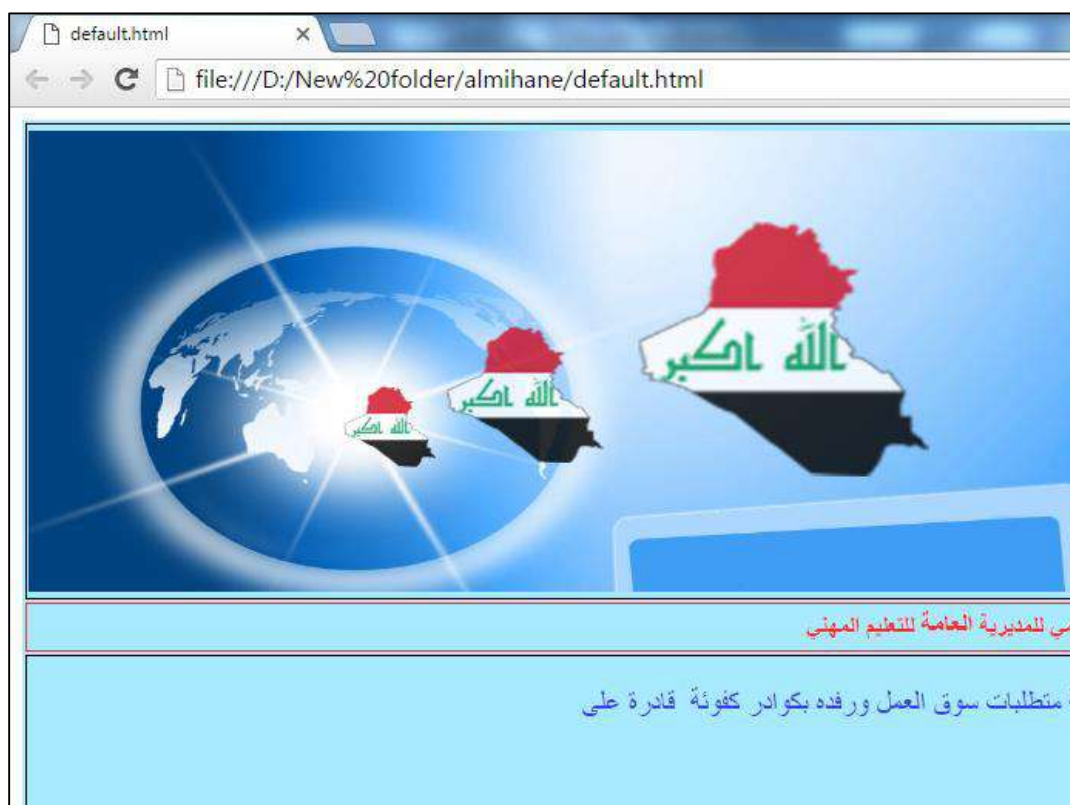 default.html
file:///D:/New%20folder/almihane/default.html
الله اكبر
الله اكبر
الله اكبر
للمديرية العامة للتعليم المهني
متطلبات سوق العمل ورفده بكوادر كفوئة قادرة على